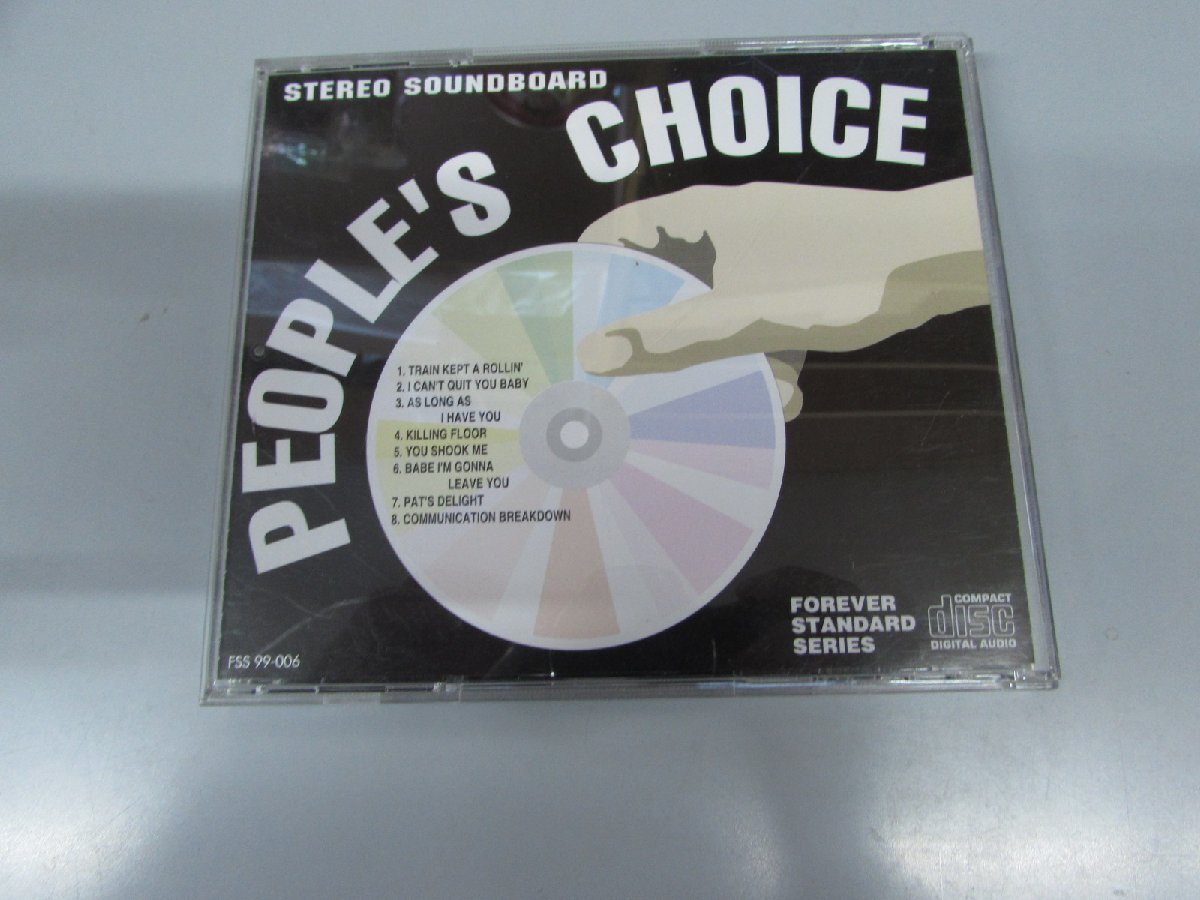 STEREO SOUNDBOARD
PEOPLE'S CHOICE
1. TRAIN KEPT A ROLLIN'
2. I CAN'T QUIT YOU BABY
3. AS LONG AS
I HAVE YOU
4. KILLING FLOOR
5. YOU SHOOK ME
6. BABE I'M GONNA
LEAVE YOU
7. PAT'S DELIGHT
8. COMMUNICATION BREAKDOWN
FOREVER
STANDARD
SERIES
COMPACT
disc
DIGITAL AUDIO
FSS 99-006